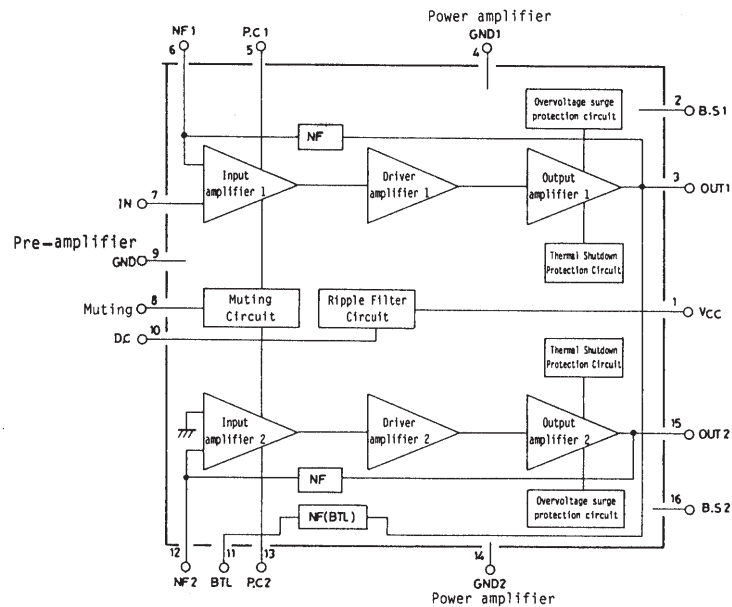 Power amplifier
NF1
6
P.C1
5
GND1
4
Overvoltage surge
protection circuit
2
B.S1
NF
Input
amplifier 1
Driver
amplifier 1
Output
amplifier 1
3
OUT1
IN
7
Pre-amplifier
GND
9
Thermal Shutdown
Protection Circuit
Muting
8
Muting
Circuit
Ripple Filter
Circuit
1
VCC
D.C
10
Thermal Shutdown
Protection Circuit
Input
amplifier 2
Driver
amplifier 2
Output
amplifier 2
15
OUT2
NF
Overvoltage surge
protection circuit
16
B.S2
NF(BTL)
12
NF2
11
BTL
13
P.C2
14
GND2
Power amplifier